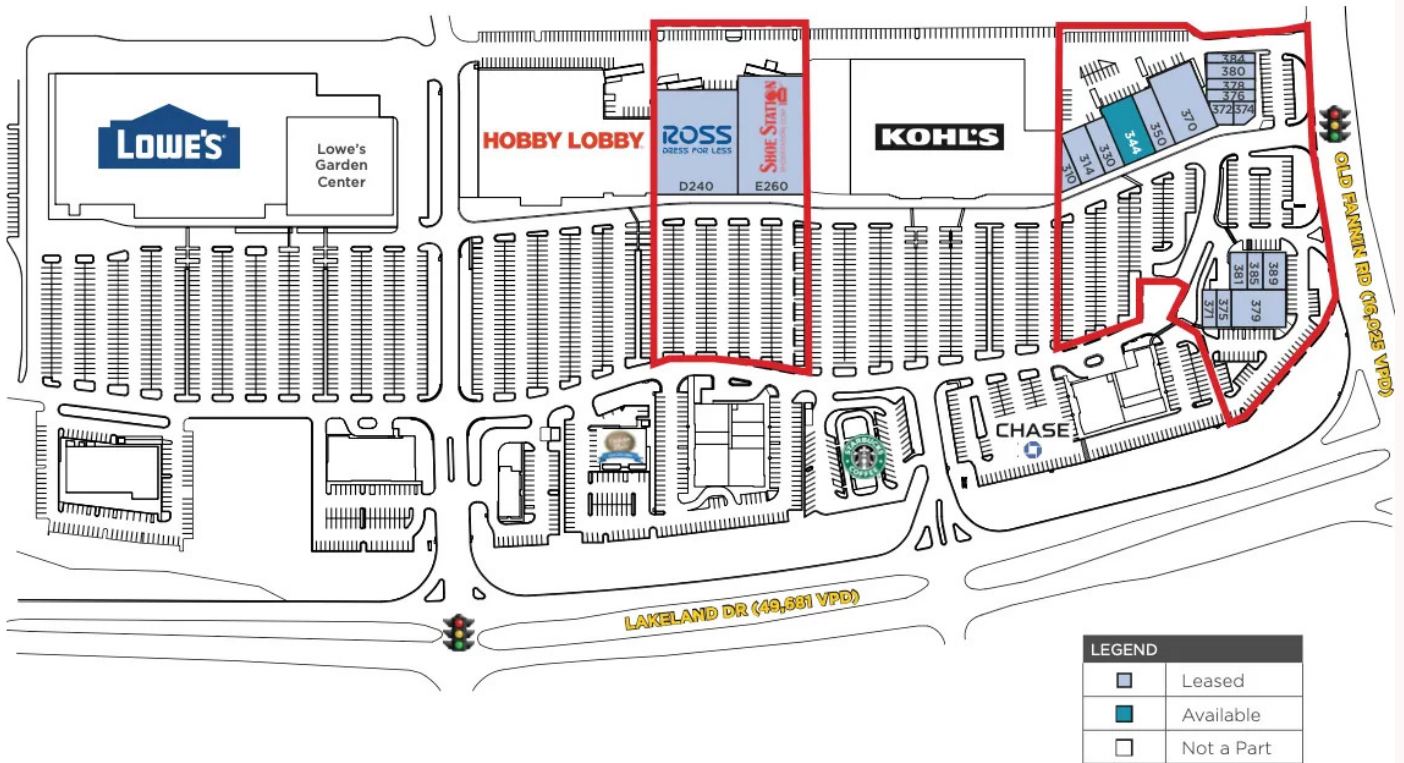 LOWE'S
Lowe's
Garden
Center
HOBBY LOBBY
ROSS
DRESS FOR LESS
D240
SHOE STATION
E260
KOHL'S
310
314
330
344
350
370
384
380
378
376
372
374
381
385
389
371
375
379
OLD FANNIN RD (16,025 VPD)
CHASE
STARBUCKS
COFFEE
LAKELAND DR (49,681 VPD)
LEGEND
Leased
Available
Not a Part